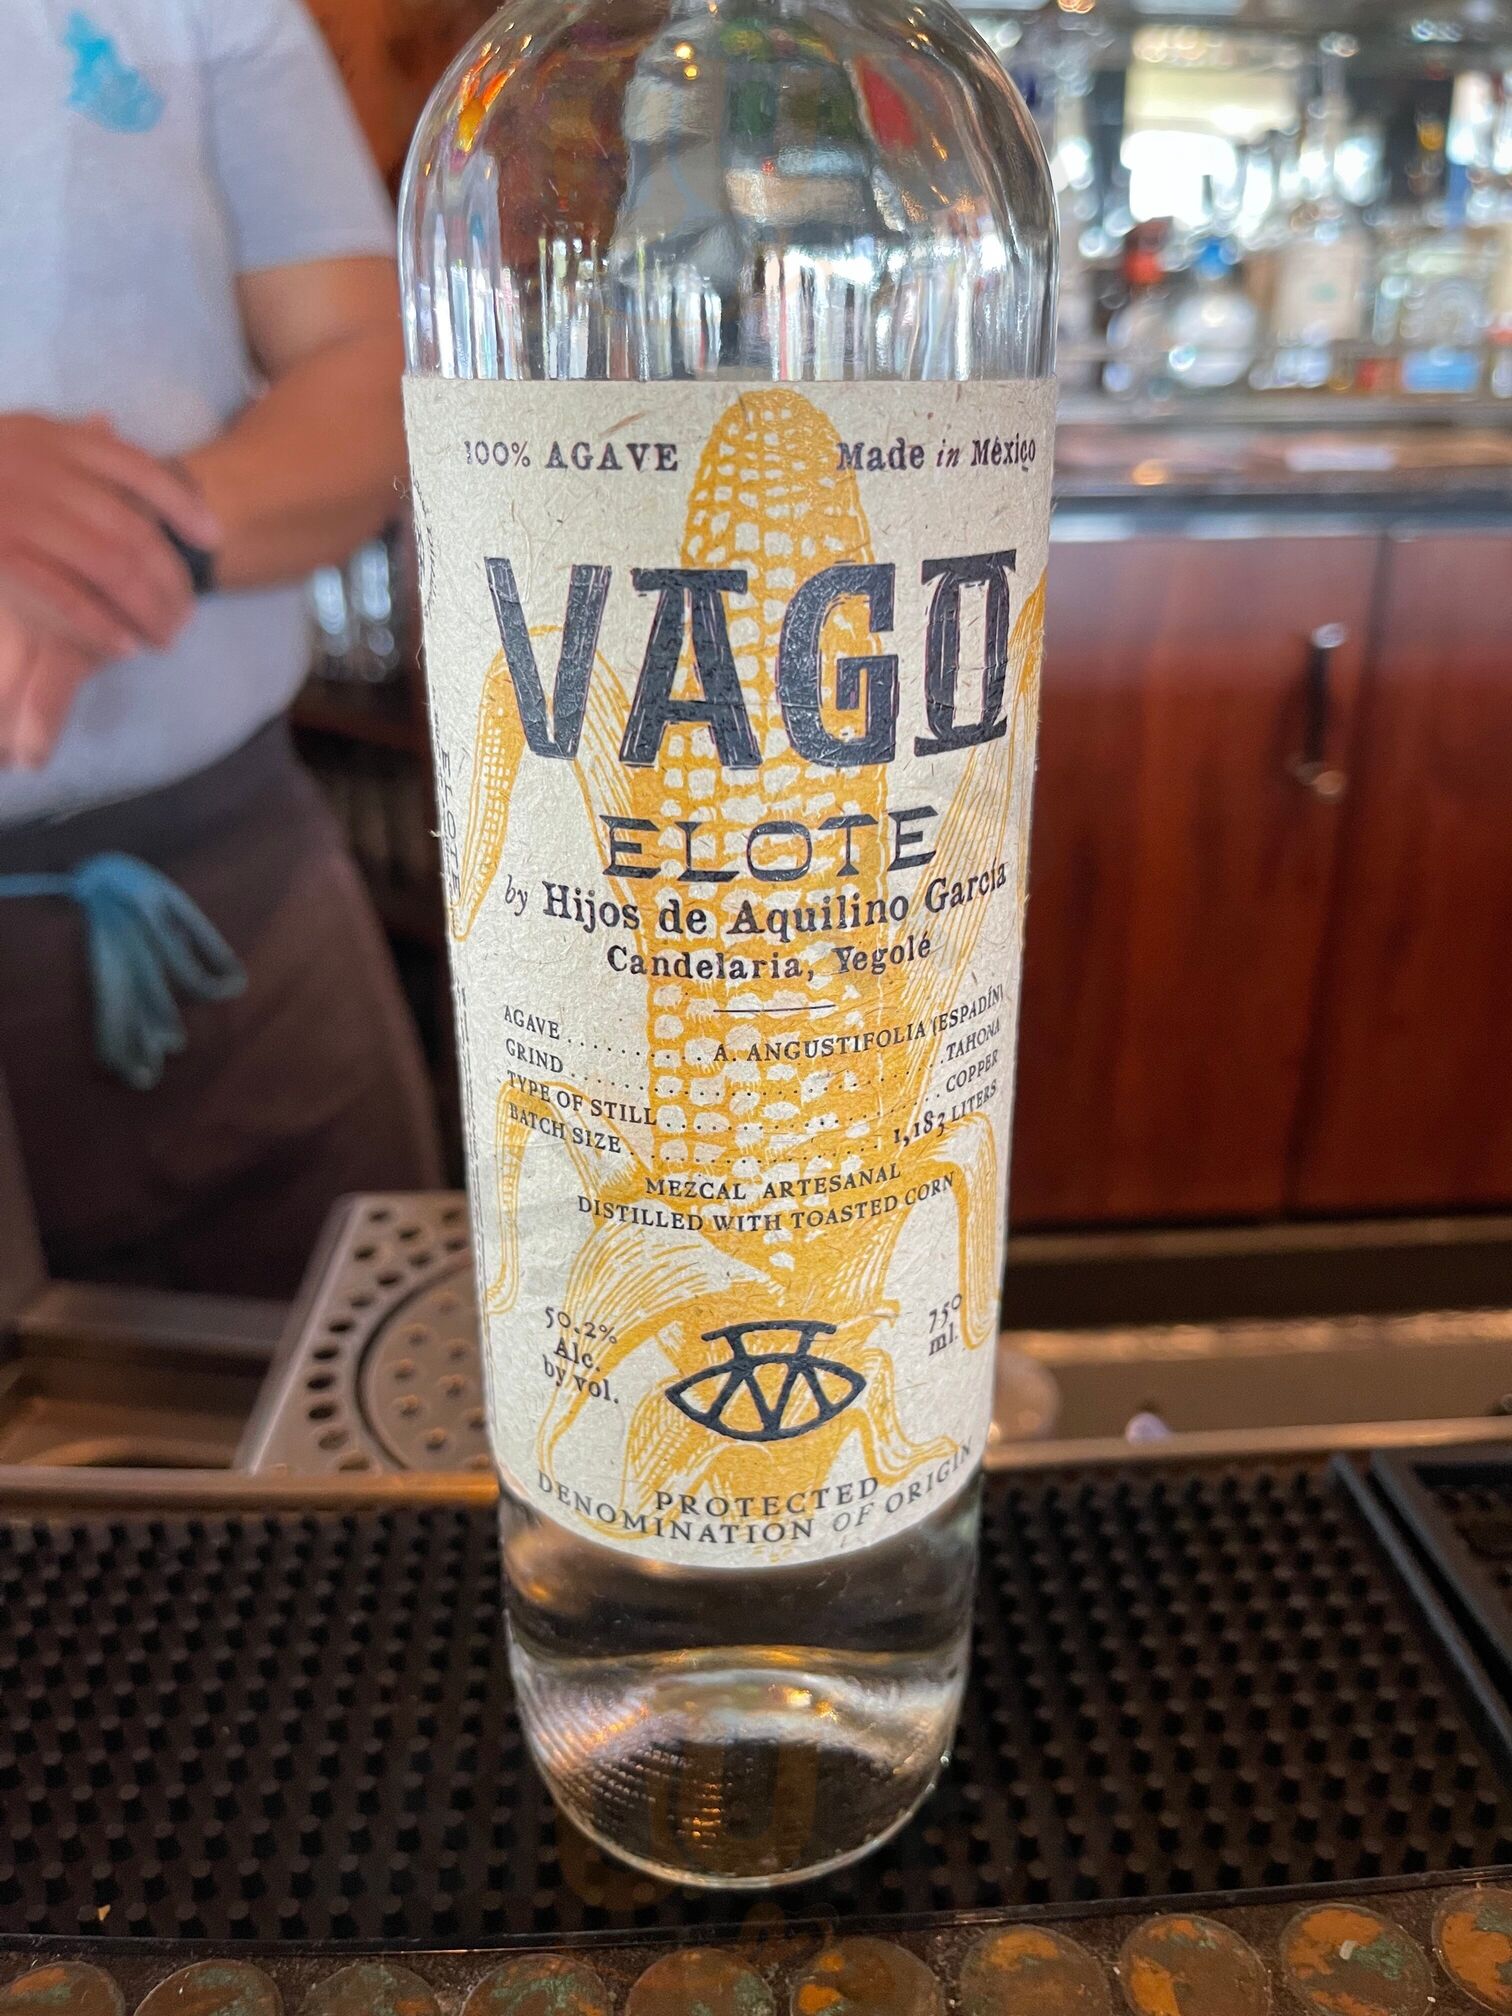 100% AGAVE
Made in México
VAGO
ELOTE
by Hijos de Aquilino García
Candelaria, Yegolé
AGAVE .......... A. ANGUSTIFOLIA (ESPADÍN)
GRIND .......... TAHONA
TYPE OF STILL .......... COPPER
BATCH SIZE .......... 1,183 LITERS
MEZCAL ARTESANAL
DISTILLED WITH TOASTED CORN
50.2%
Alc.
by vol.
750
ml.
PROTECTED
DENOMINATION OF ORIGIN
ELOTE